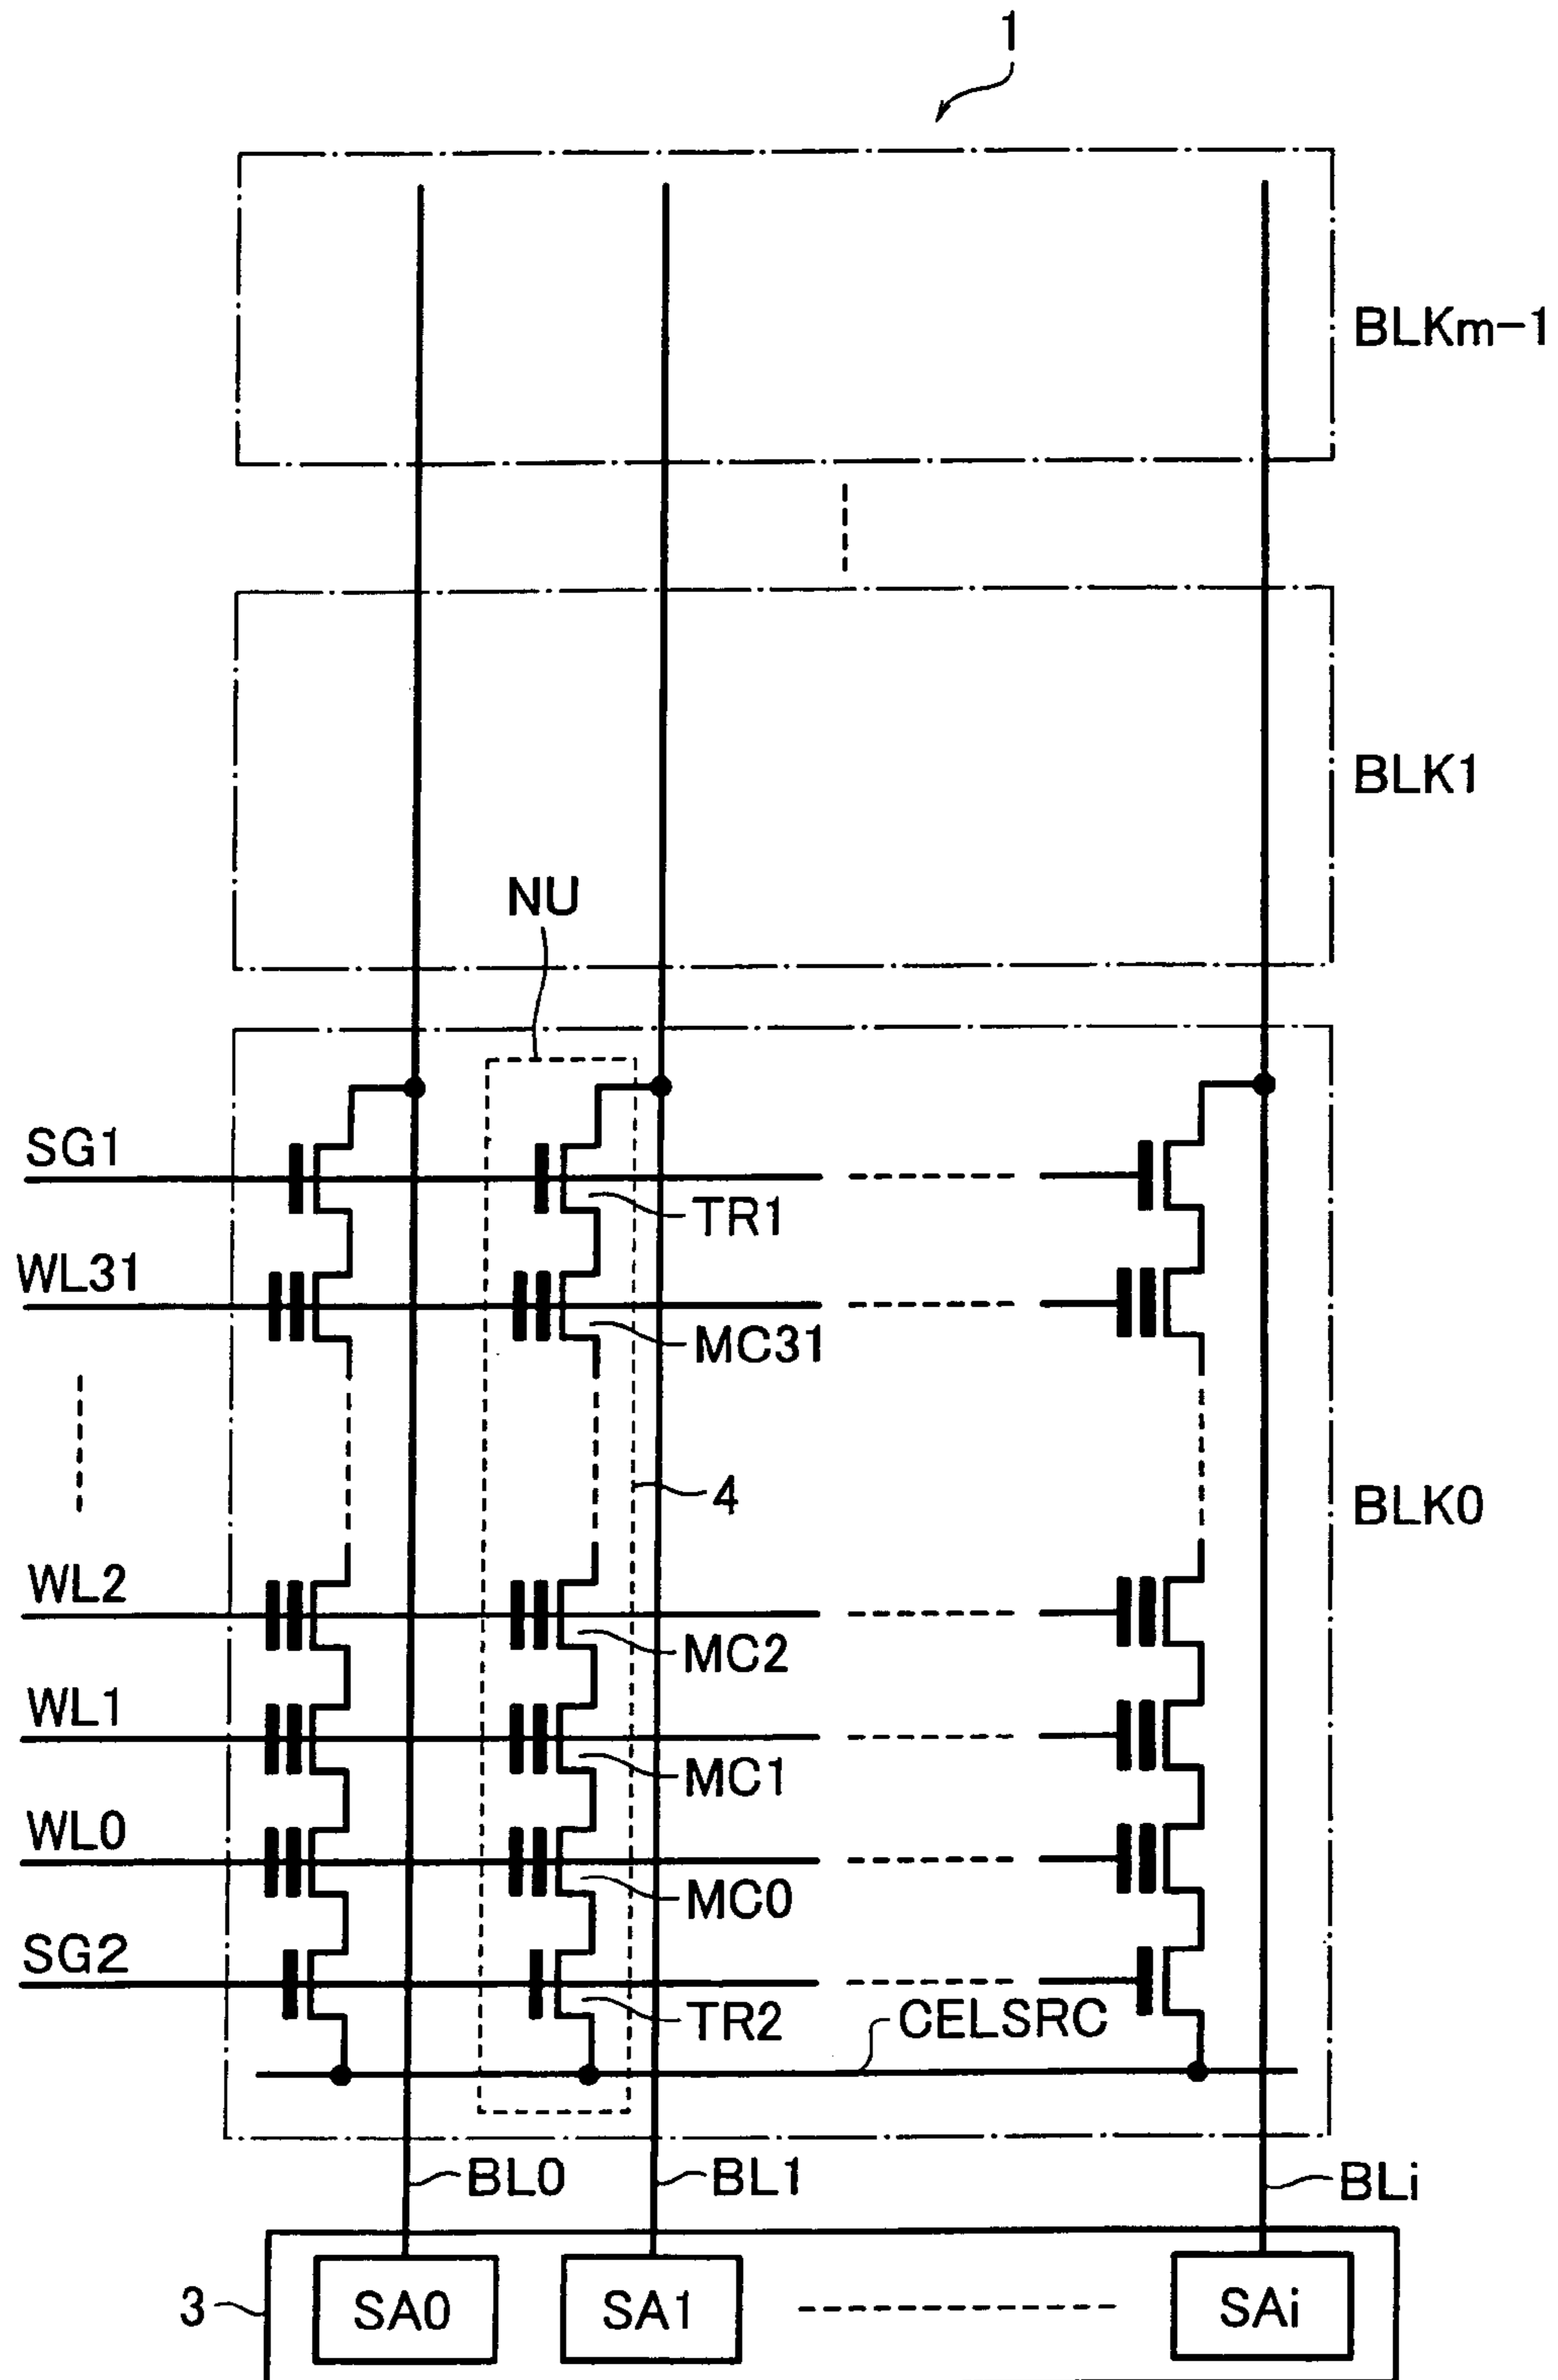 1
BLKm-1
BLK1
NU
SG1
TR1
WL31
MC31
4
BLK0
WL2
MC2
WL1
MC1
WL0
MC0
SG2
TR2
CELSRC
BL0
BL1
BLi
3
SA0
SA1
SAi